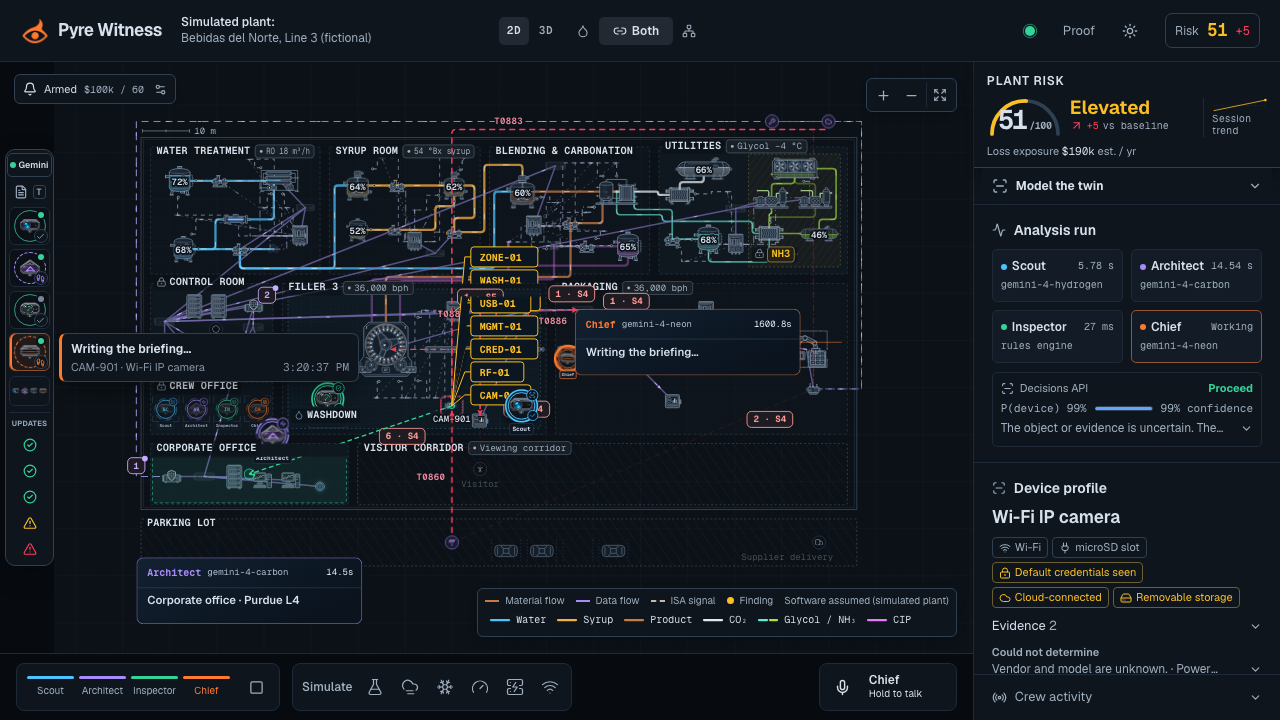 Pyre Witness
Simulated plant:
Bebidas del Norte, Line 3 (fictional)
2D
3D
Both
Proof
Risk 51 +5
Armed $100k / 60
10 m
T0883
WATER TREATMENT
RO 18 m³/h
SYRUP ROOM
54 °Bx syrup
BLENDING & CARBONATION
UTILITIES
Glycol −4 °C
72%
64%
62%
60%
66%
68%
52%
65%
68%
46%
NH3
Gemini
T
CONTROL ROOM
2
FILLER 3
36,000 bph
PACKAGING
36,000 bph
ZONE-01
WASH-01
USB-01
MGMT-01
CRED-01
RF-01
1 · S4
1 · S4
T0886
Writing the briefing…
CAM-901 · Wi-Fi IP camera
3:20:37 PM
Chief gemini-4-neon 1600.8s
Writing the briefing…
Chief
CREW OFFICE
Scout
Architect
Inspector
Chief
WASHDOWN
CAM-901
Scout
6 · S4
2 · S4
Architect
1
CORPORATE OFFICE
VISITOR CORRIDOR
Viewing corridor
T0860
Visitor
UPDATES
PARKING LOT
Supplier delivery
Architect gemini-4-carbon 14.5s
Corporate office · Purdue L4
Material flow
Data flow
ISA signal
Finding
Software assumed (simulated plant)
Water
Syrup
Product
CO₂
Glycol / NH₃
CIP
Scout
Architect
Inspector
Chief
Simulate
Chief
Hold to talk
PLANT RISK
51 /100
Elevated
+5 vs baseline
Session trend
Loss exposure $190k est. / yr
Model the twin
Analysis run
Scout 5.78 s
gemini-4-hydrogen
Architect 14.54 s
gemini-4-carbon
Inspector 27 ms
rules engine
Chief Working
gemini-4-neon
Decisions API
Proceed
P(device) 99%
99% confidence
The object or evidence is uncertain. The…
Device profile
Wi-Fi IP camera
Wi-Fi
microSD slot
Default credentials seen
Cloud-connected
Removable storage
Evidence 2
Could not determine
Vendor and model are unknown. · Power…
Crew activity